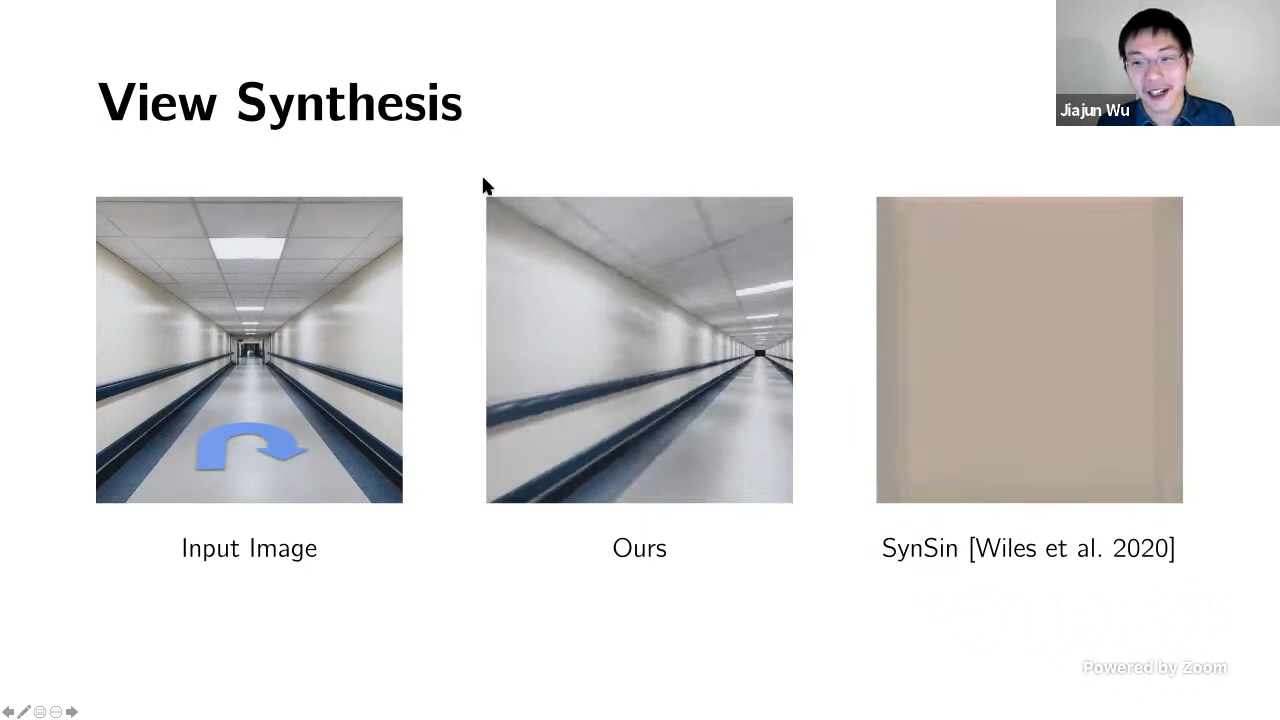 View Synthesis
Jiajun Wu
Input Image
Ours
SynSin [Wiles et al. 2020]
Powered by Zoom